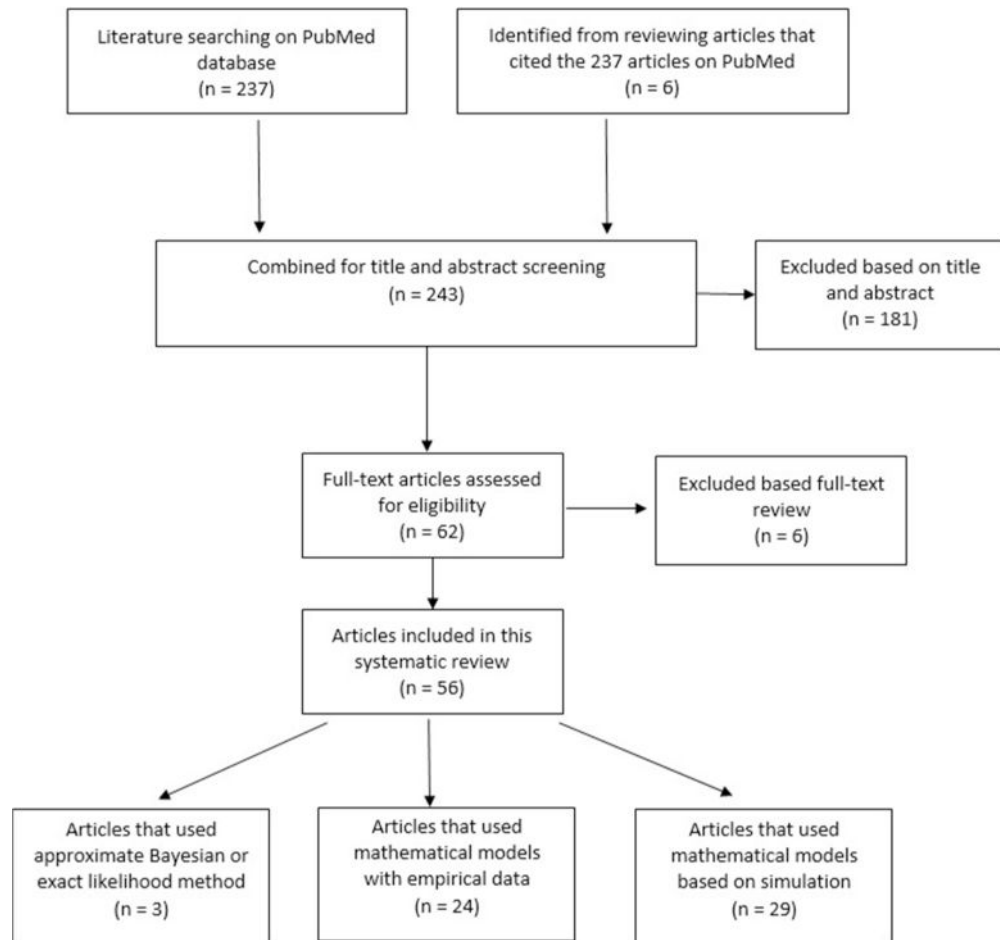 Literature searching on PubMed
database
(n = 237)
Identified from reviewing articles that
cited the 237 articles on PubMed
(n = 6)
Combined for title and abstract screening
(n = 243)
Excluded based on title
and abstract
(n = 181)
Full-text articles assessed
for eligibility
(n = 62)
Excluded based full-text
review
(n = 6)
Articles included in this
systematic review
(n = 56)
Articles that used
approximate Bayesian or
exact likelihood method
(n = 3)
Articles that used
mathematical models
with empirical data
(n = 24)
Articles that used
mathematical models
based on simulation
(n = 29)